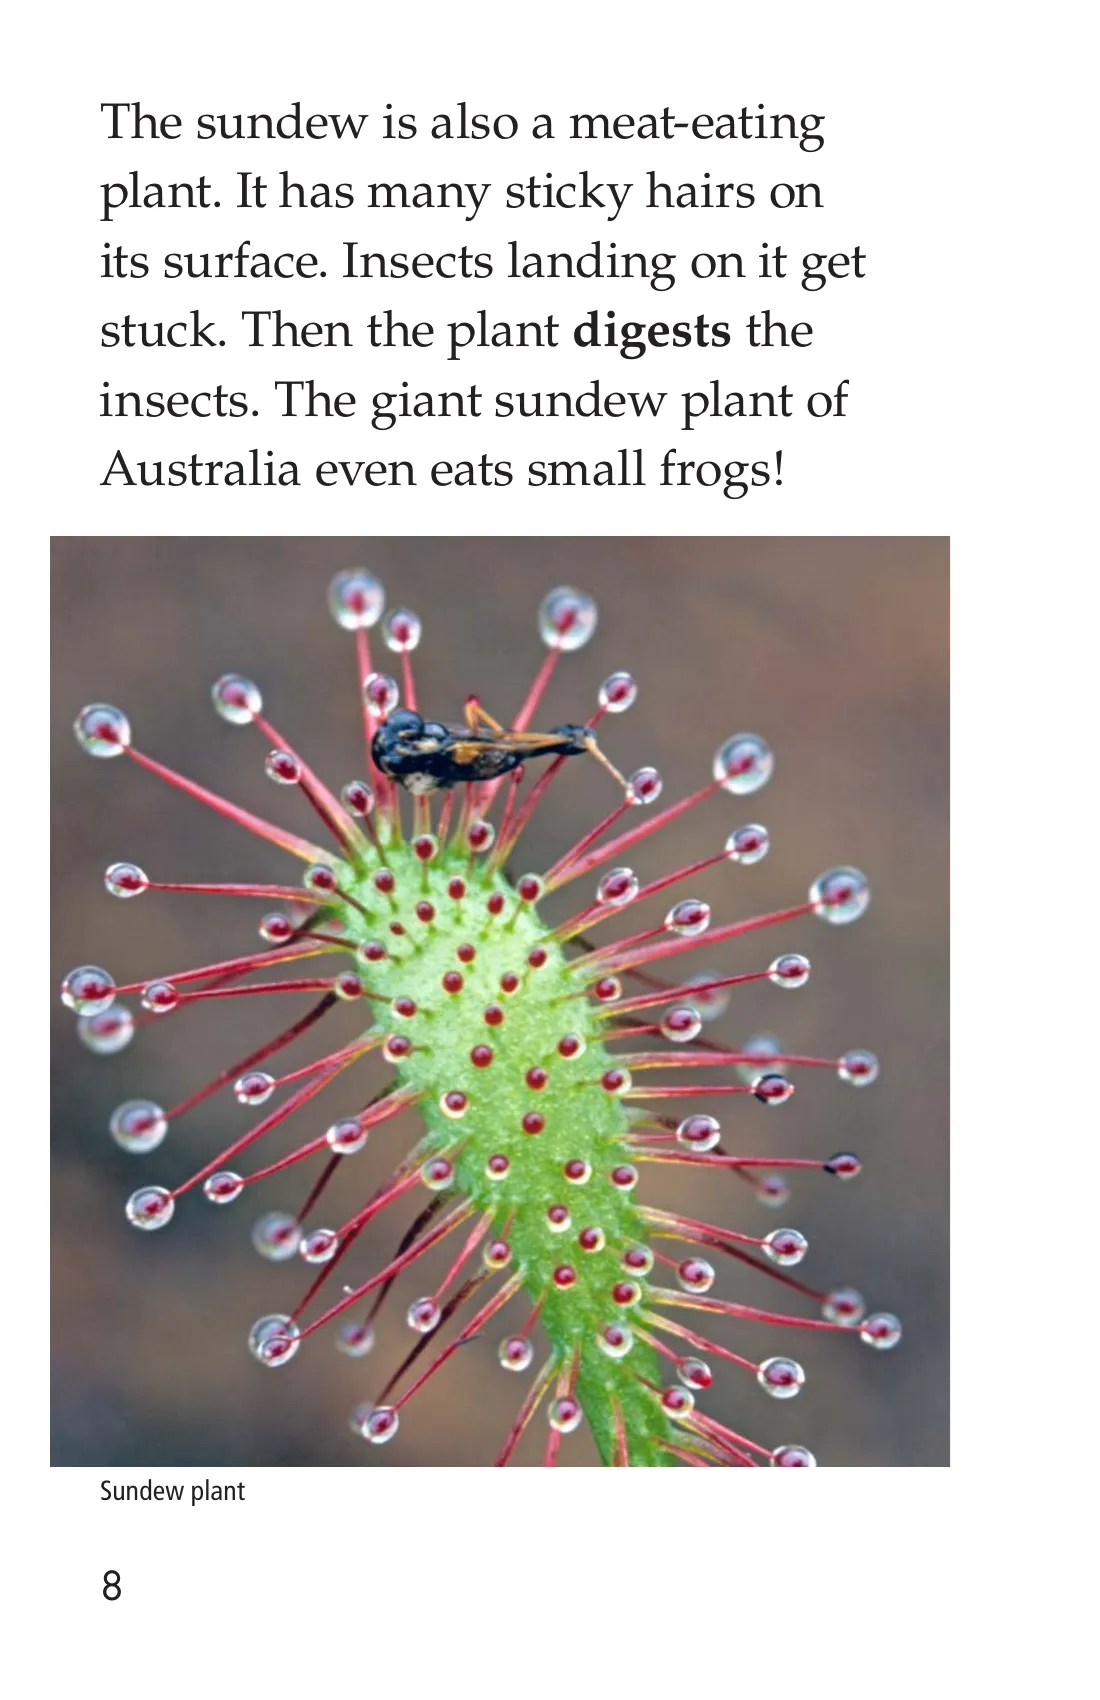 The sundew is also a meat-eating
plant. It has many sticky hairs on
its surface. Insects landing on it get
stuck. Then the plant digests the
insects. The giant sundew plant of
Australia even eats small frogs!
Sundew plant
8